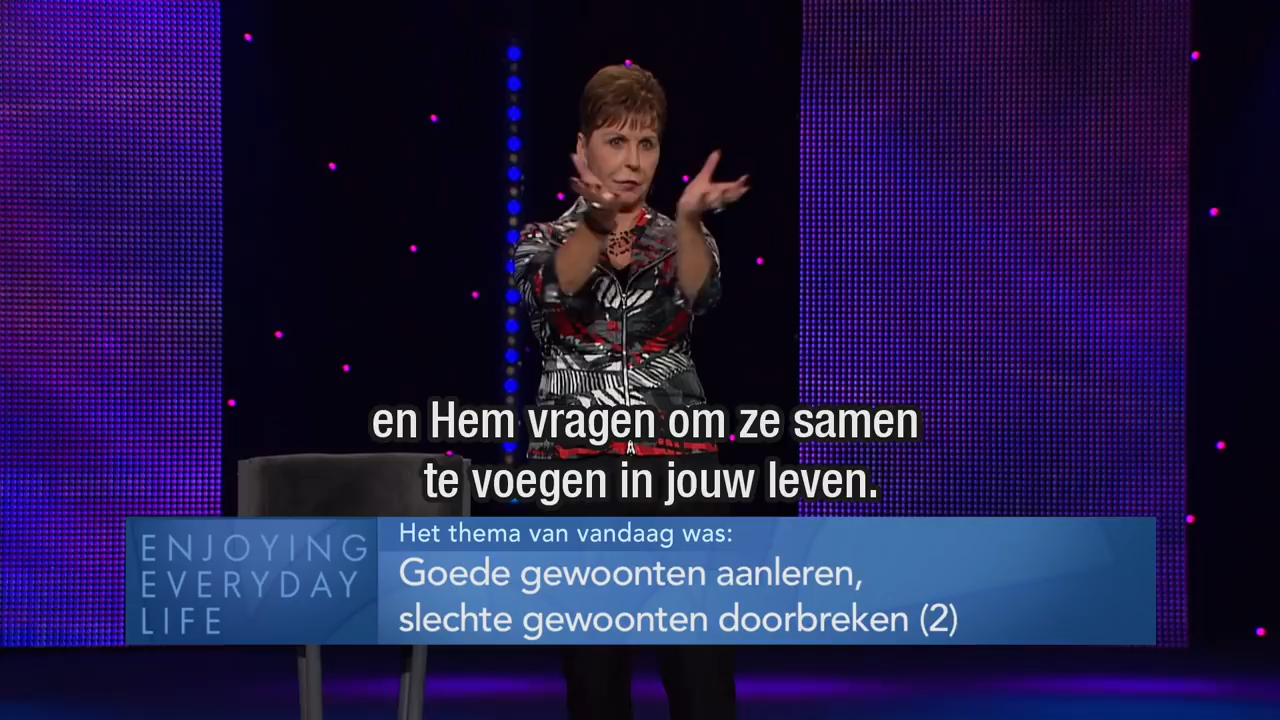 en Hem vragen om ze samen
te voegen in jouw leven.
ENJOYING
EVERYDAY
LIFE
Het thema van vandaag was:
Goede gewoonten aanleren,
slechte gewoonten doorbreken (2)